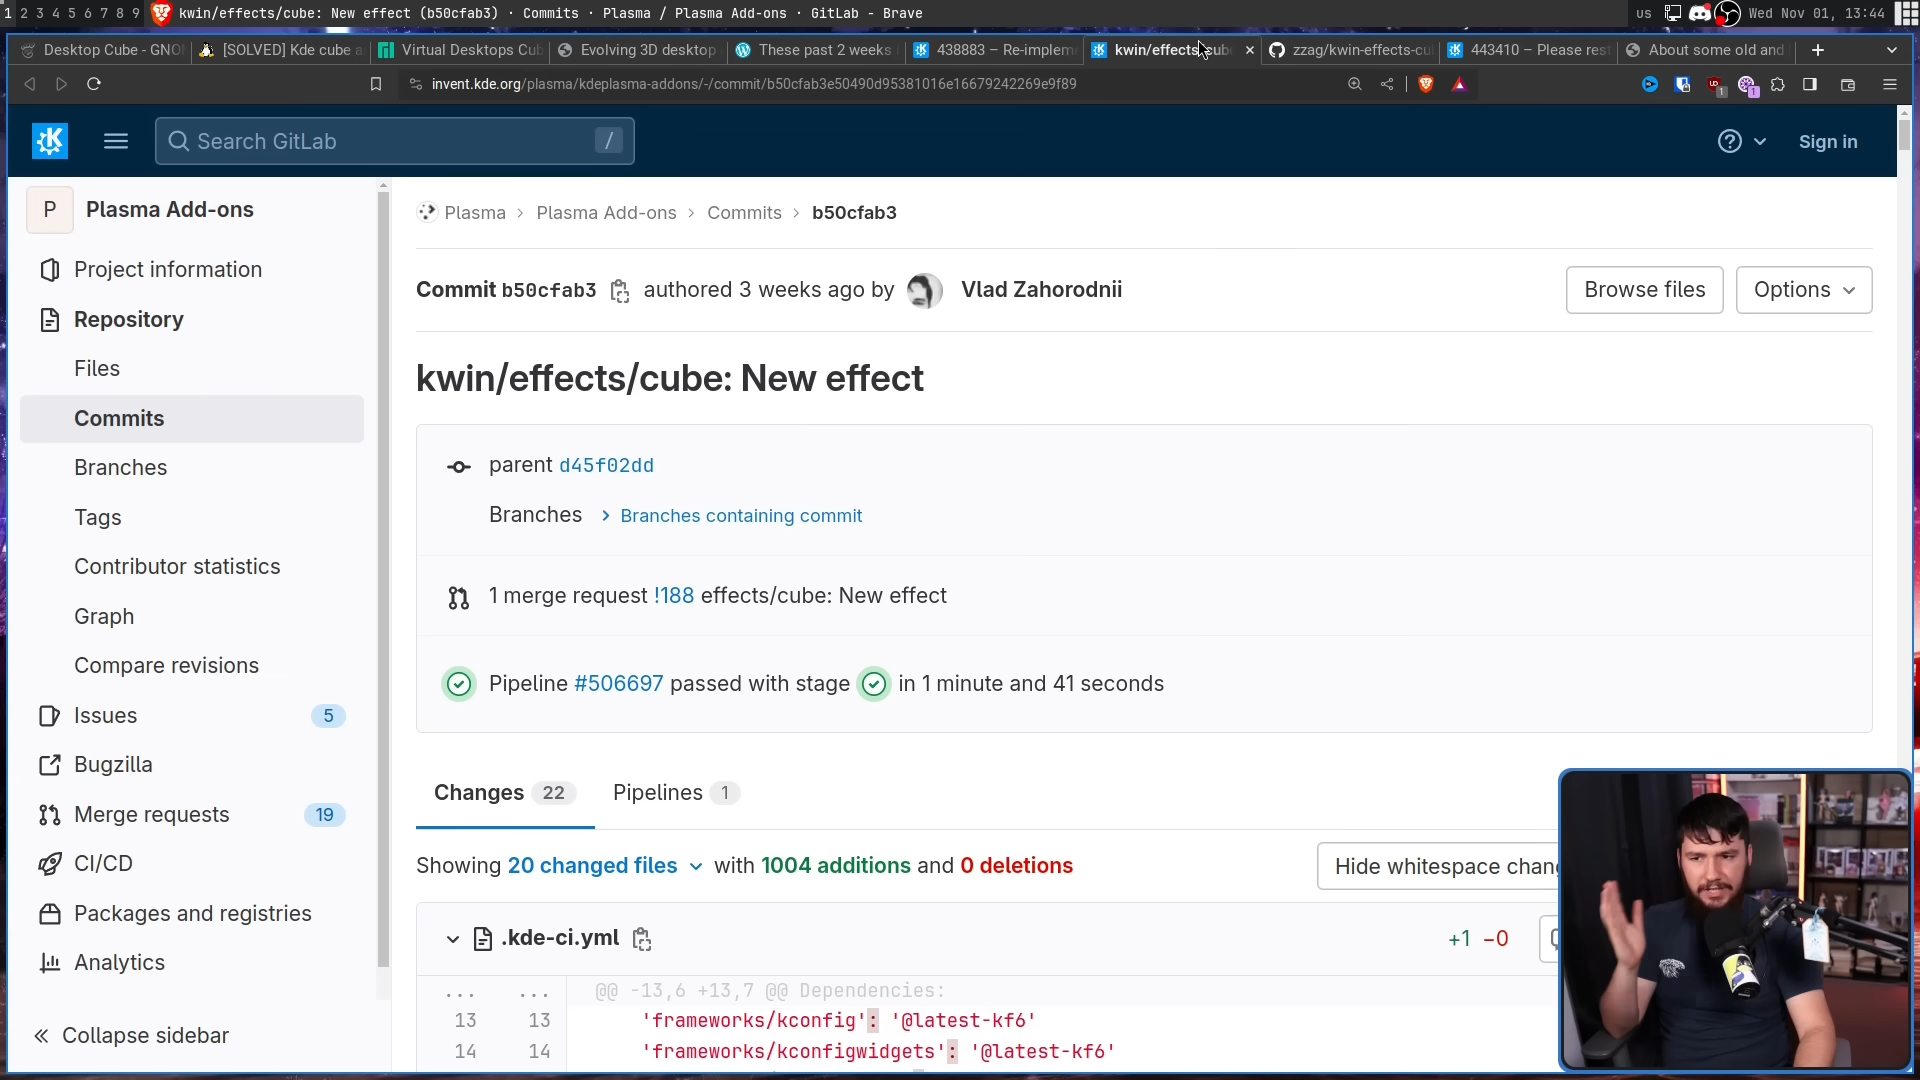 1 2 3 4 5 6 7 8 9 kwin/effects/cube: New effect (b50cfab3) · Commits · Plasma / Plasma Add-ons · GitLab - Brave us Wed Nov 01, 13:44
Desktop Cube - GNO [SOLVED] Kde cube a Virtual Desktops Cub Evolving 3D desktop These past 2 weeks 438883 – Re-implem kwin/effects/cube zzag/kwin-effects-cu 443410 – Please rest About some old and
invent.kde.org/plasma/kdeplasma-addons/-/commit/b50cfab3e50490d95381016e16679242269e9f89 1 1
Search GitLab / Sign in
P Plasma Add-ons
Project information
Repository
Files
Commits
Branches
Tags
Contributor statistics
Graph
Compare revisions
Issues 5
Bugzilla
Merge requests 19
CI/CD
Packages and registries
Analytics
Collapse sidebar
Plasma > Plasma Add-ons > Commits > b50cfab3
Commit b50cfab3 authored 3 weeks ago by Vlad Zahorodnii Browse files Options
kwin/effects/cube: New effect
parent d45f02dd
Branches > Branches containing commit
1 merge request !188 effects/cube: New effect
Pipeline #506697 passed with stage in 1 minute and 41 seconds
Changes 22 Pipelines 1
Showing 20 changed files with 1004 additions and 0 deletions Hide whitespace chang
.kde-ci.yml +1 −0
... ... @@ -13,6 +13,7 @@ Dependencies:
13 13 'frameworks/kconfig': '@latest-kf6'
14 14 'frameworks/kconfigwidgets': '@latest-kf6'